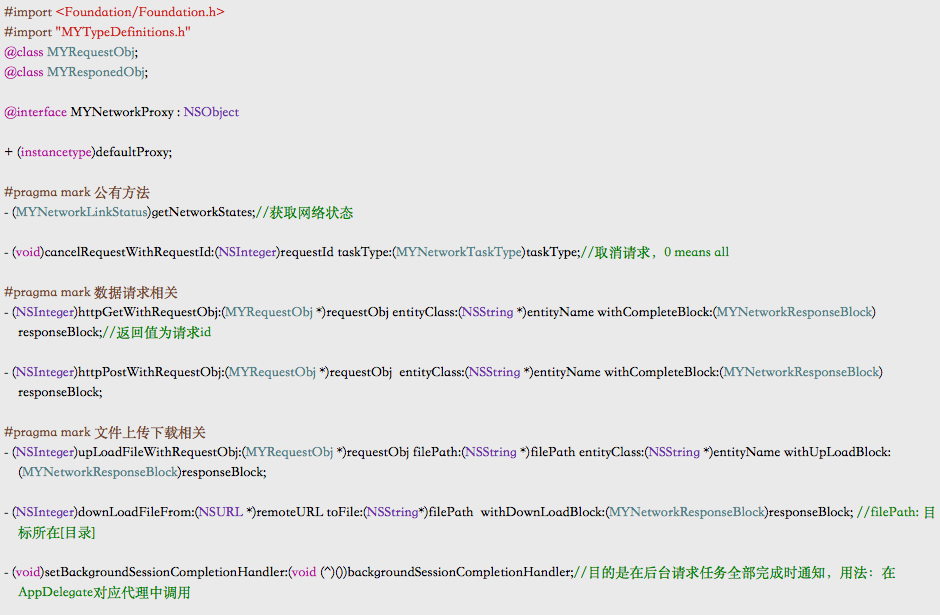 #import <Foundation/Foundation.h>
#import "MYTypeDefinitions.h"
@class MYRequestObj;
@class MYResponedObj;
@interface MYNetworkProxy : NSObject
+ (instancetype)defaultProxy;
#pragma mark 公有方法
- (MYNetworkLinkStatus)getNetworkStates;//获取网络状态
- (void)cancelRequestWithRequestId:(NSInteger)requestId taskType:(MYNetworkTaskType)taskType;//取消请求，0 means all
#pragma mark 数据请求相关
- (NSInteger)httpGetWithRequestObj:(MYRequestObj *)requestObj entityClass:(NSString *)entityName withCompleteBlock:(MYNetworkResponseBlock)
responseBlock;//返回值为请求id
- (NSInteger)httpPostWithRequestObj:(MYRequestObj *)requestObj  entityClass:(NSString *)entityName withCompleteBlock:(MYNetworkResponseBlock)
responseBlock;
#pragma mark 文件上传下载相关
- (NSInteger)upLoadFileWithRequestObj:(MYRequestObj *)requestObj filePath:(NSString *)filePath entityClass:(NSString *)entityName withUpLoadBlock:
(MYNetworkResponseBlock)responseBlock;
- (NSInteger)downLoadFileFrom:(NSURL *)remoteURL toFile:(NSString*)filePath  withDownLoadBlock:(MYNetworkResponseBlock)responseBlock; //filePath: 目
标所在[目录]
- (void)setBackgroundSessionCompletionHandler:(void (^)())backgroundSessionCompletionHandler;//目的是在后台请求任务全部完成时通知，用法：在
AppDelegate对应代理中调用